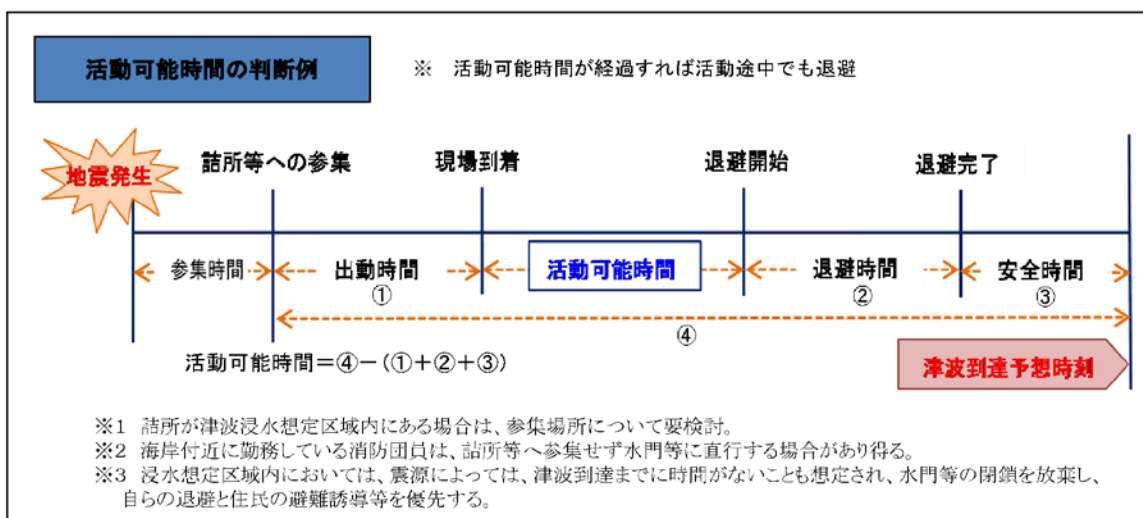 活動可能時間の判断例
※ 活動可能時間が経過すれば活動途中でも退避
地震発生
詰所等への参集
現場到着
退避開始
退避完了
参集時間
出動時間
①
活動可能時間
退避時間
②
安全時間
③
④
活動可能時間=④-(①+②+③)
津波到達予想時刻
※1 詰所が津波浸水想定区域内にある場合は、参集場所について要検討。
※2 海岸付近に勤務している消防団員は、詰所等へ参集せず水門等に直行する場合があり得る。
※3 浸水想定区域内においては、震源によっては、津波到達までに時間がないことも想定され、水門等の閉鎖を放棄し、
自らの退避と住民の避難誘導等を優先する。